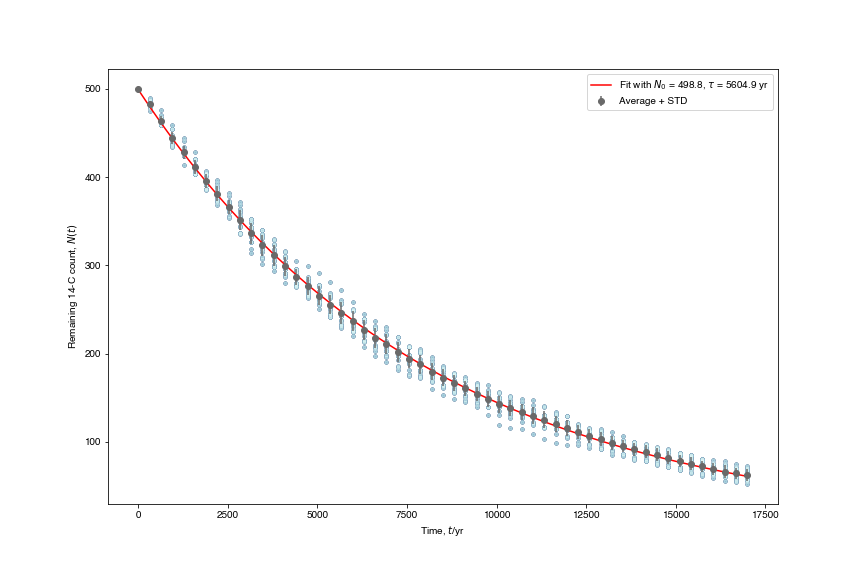 500
400
300
200
100
Remaining 14-C count, N(t)
Fit with N₀ = 498.8, τ = 5604.9 yr
Average + STD
0 2500 5000 7500 10000 12500 15000 17500
Time, t/yr